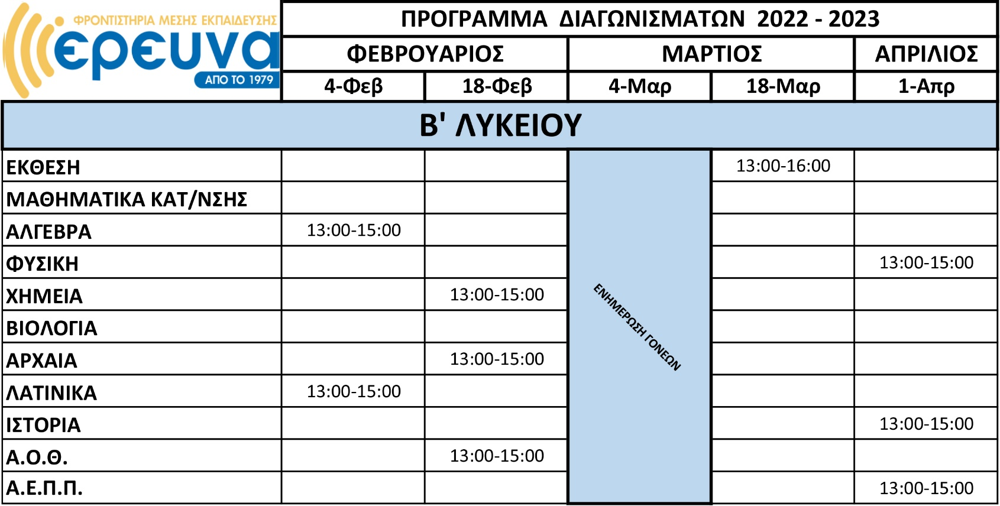 ΦΡΟΝΤΙΣΤΗΡΙΑ ΜΕΣΗΣ ΕΚΠΑΙΔΕΥΣΗΣ
έρευνα
ΑΠΟ ΤΟ 1979
ΠΡΟΓΡΑΜΜΑ ΔΙΑΓΩΝΙΣΜΑΤΩΝ 2022 - 2023
ΦΕΒΡΟΥΑΡΙΟΣ ΜΑΡΤΙΟΣ ΑΠΡΙΛΙΟΣ
4-Φεβ 18-Φεβ 4-Μαρ 18-Μαρ 1-Απρ
Β' ΛΥΚΕΙΟΥ
ΕΚΘΕΣΗ 13:00-16:00
ΜΑΘΗΜΑΤΙΚΑ ΚΑΤ/ΝΣΗΣ
ΑΛΓΕΒΡΑ 13:00-15:00
ΦΥΣΙΚΗ 13:00-15:00
ΧΗΜΕΙΑ 13:00-15:00
ΕΝΗΜΕΡΩΣΗ ΓΟΝΕΩΝ
ΒΙΟΛΟΓΙΑ
ΑΡΧΑΙΑ 13:00-15:00
ΛΑΤΙΝΙΚΑ 13:00-15:00
ΙΣΤΟΡΙΑ 13:00-15:00
Α.Ο.Θ. 13:00-15:00
Α.Ε.Π.Π. 13:00-15:00